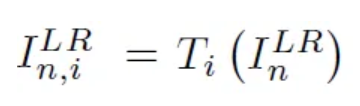 I_{n,i}^{LR} = T_i (I_n^{LR})